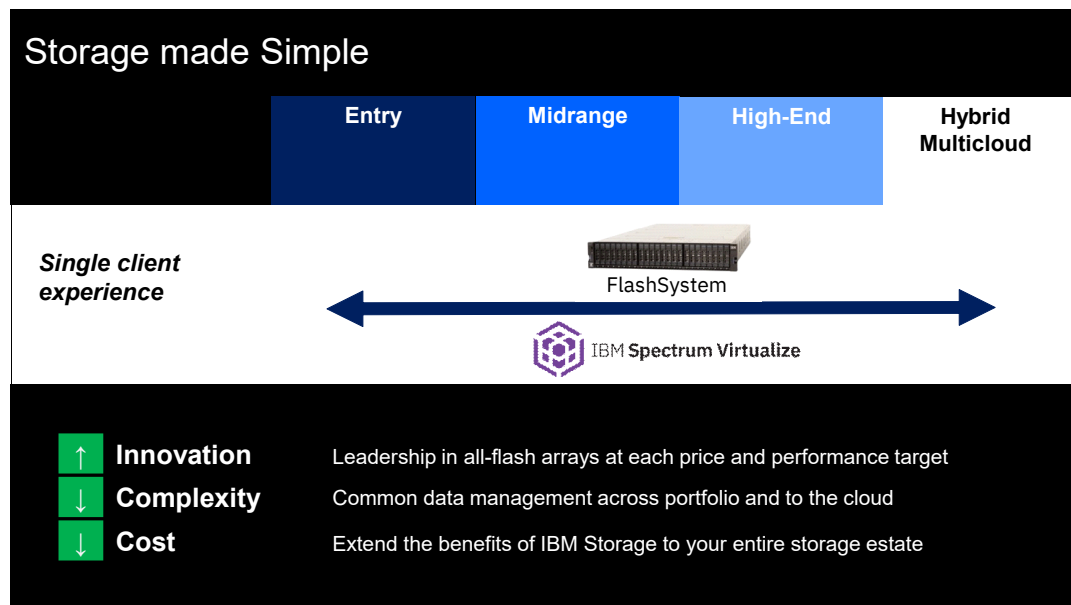 Storage made Simple
Entry
Midrange
High-End
Hybrid
Multicloud
Single client
experience
FlashSystem
IBM Spectrum Virtualize
↑ Innovation Leadership in all-flash arrays at each price and performance target
↓ Complexity Common data management across portfolio and to the cloud
↓ Cost Extend the benefits of IBM Storage to your entire storage estate